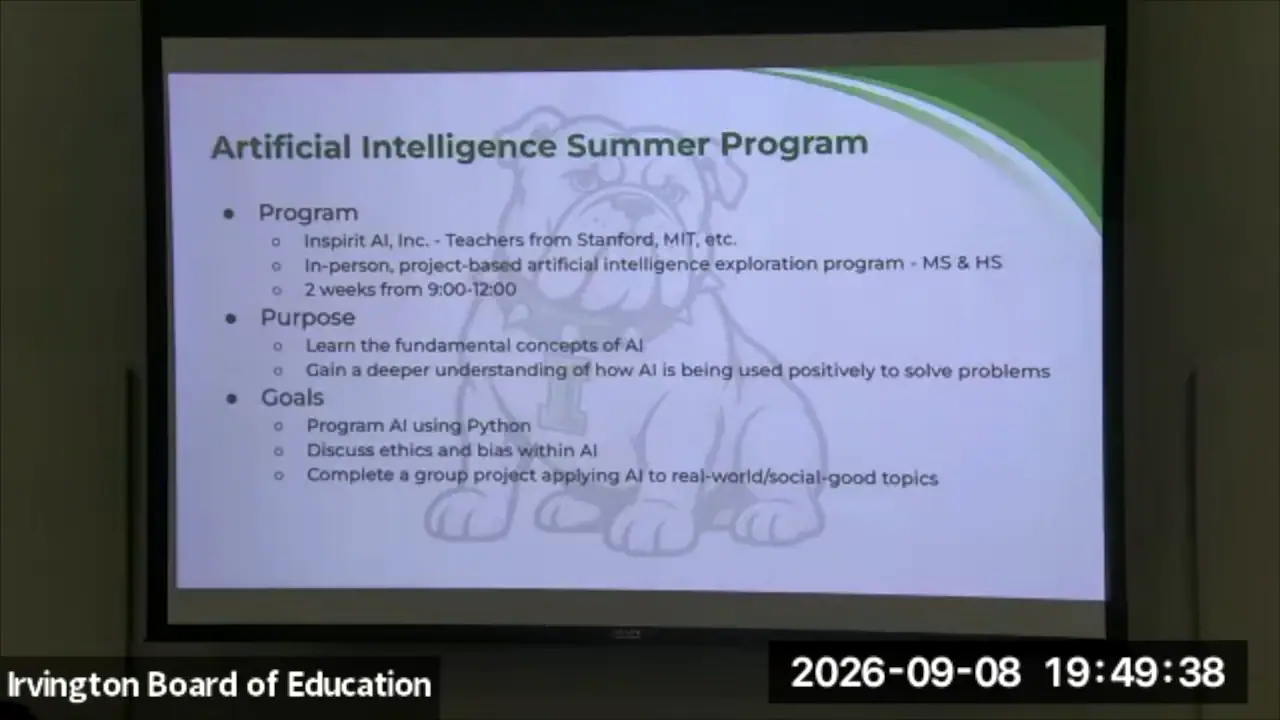 Artificial Intelligence Summer Program
● Program
○ Inspirit AI, Inc. - Teachers from Stanford, MIT, etc.
○ In-person, project-based artificial intelligence exploration program - MS & HS
○ 2 weeks from 9:00-12:00
● Purpose
○ Learn the fundamental concepts of AI
○ Gain a deeper understanding of how AI is being used positively to solve problems
● Goals
○ Program AI using Python
○ Discuss ethics and bias within AI
○ Complete a group project applying AI to real-world/social-good topics
I
Irvington Board of Education
2026-09-08 19:49:38